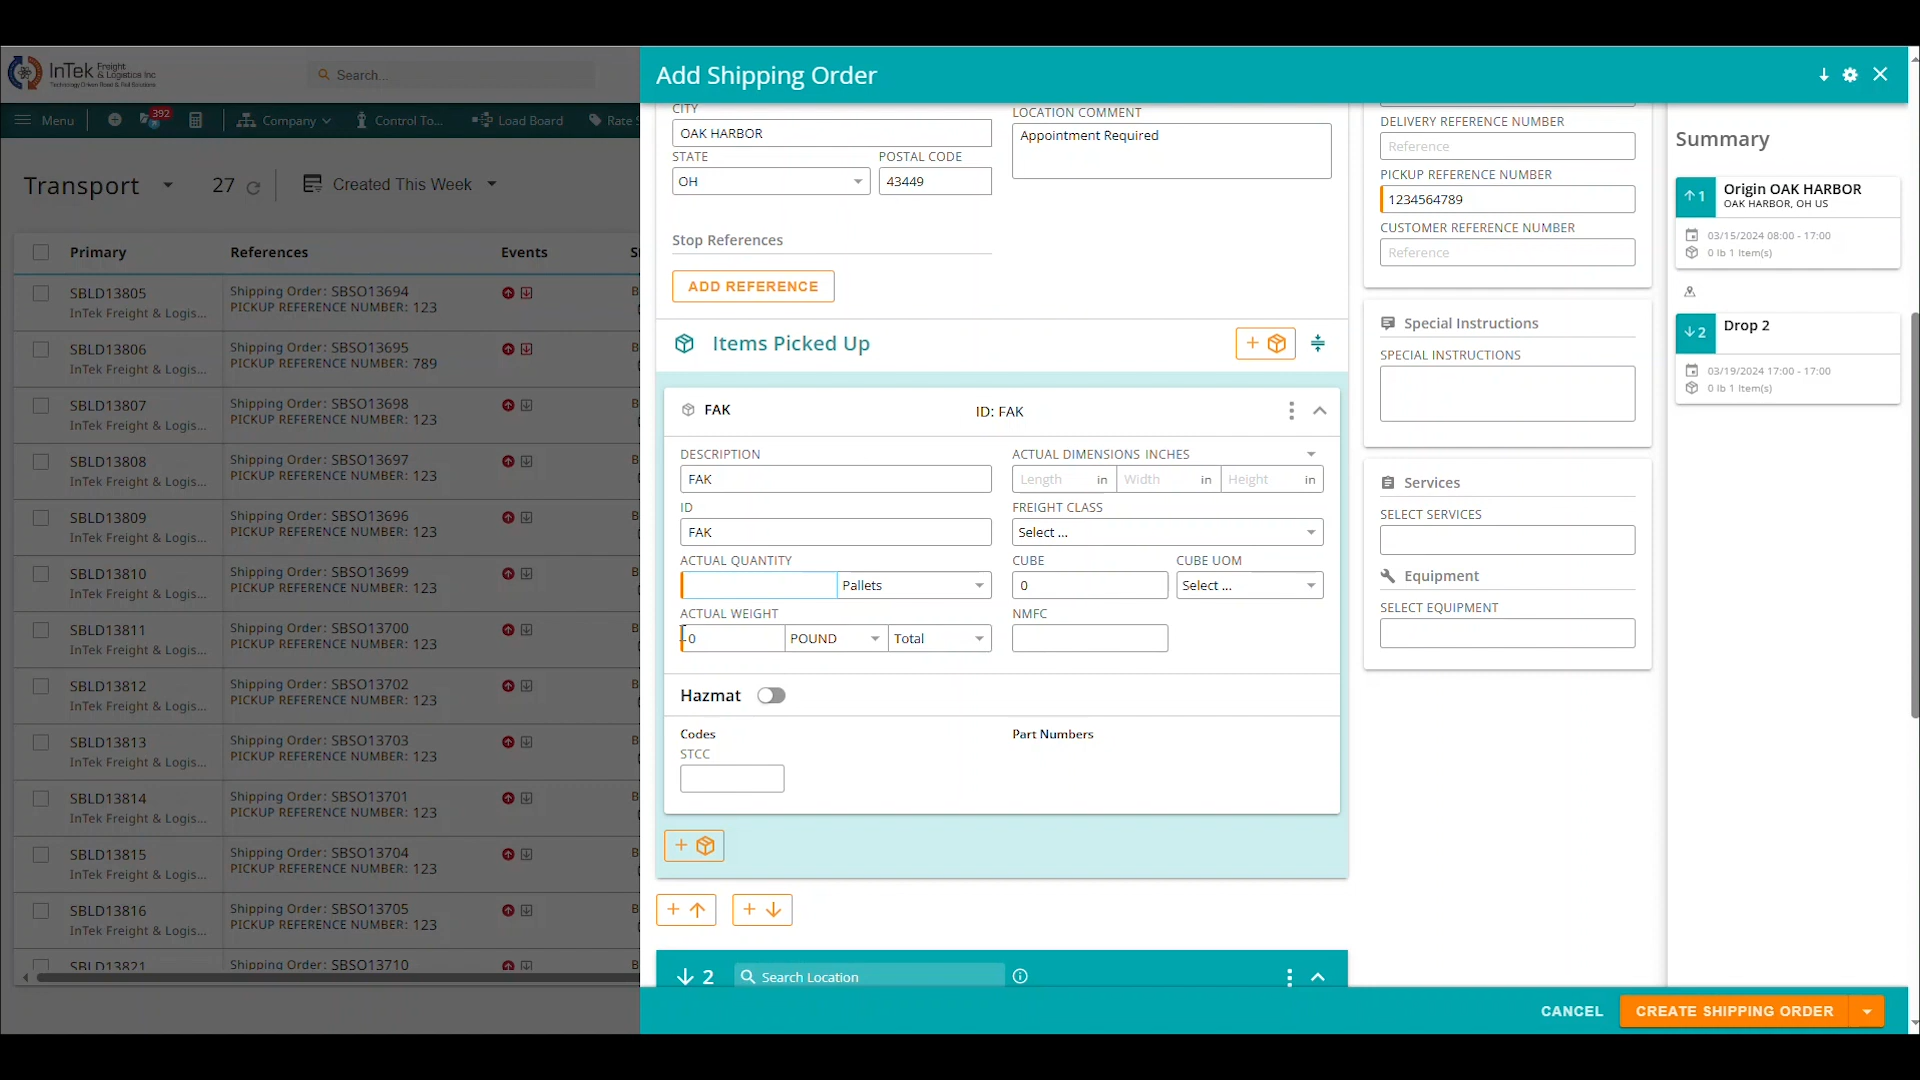 InTek Freight & Logistics Inc
Technology Driven Road & Rail Solutions
Search...
Menu
392
Company
Control To...
Load Board
Rate S
Transport
27
Created This Week
Primary
References
Events
SBLD13805
InTek Freight & Logis...
Shipping Order: SBSO13694
PICKUP REFERENCE NUMBER: 123
SBLD13806
InTek Freight & Logis...
Shipping Order: SBSO13695
PICKUP REFERENCE NUMBER: 789
SBLD13807
InTek Freight & Logis...
Shipping Order: SBSO13698
PICKUP REFERENCE NUMBER: 123
SBLD13808
InTek Freight & Logis...
Shipping Order: SBSO13697
PICKUP REFERENCE NUMBER: 123
SBLD13809
InTek Freight & Logis...
Shipping Order: SBSO13696
PICKUP REFERENCE NUMBER: 123
SBLD13810
InTek Freight & Logis...
Shipping Order: SBSO13699
PICKUP REFERENCE NUMBER: 123
SBLD13811
InTek Freight & Logis...
Shipping Order: SBSO13700
PICKUP REFERENCE NUMBER: 123
SBLD13812
InTek Freight & Logis...
Shipping Order: SBSO13702
PICKUP REFERENCE NUMBER: 123
SBLD13813
InTek Freight & Logis...
Shipping Order: SBSO13703
PICKUP REFERENCE NUMBER: 123
SBLD13814
InTek Freight & Logis...
Shipping Order: SBSO13701
PICKUP REFERENCE NUMBER: 123
SBLD13815
InTek Freight & Logis...
Shipping Order: SBSO13704
PICKUP REFERENCE NUMBER: 123
SBLD13816
InTek Freight & Logis...
Shipping Order: SBSO13705
PICKUP REFERENCE NUMBER: 123
SBLD13821
Shipping Order: SBSO13710
Add Shipping Order
CITY
OAK HARBOR
STATE
POSTAL CODE
OH
43449
LOCATION COMMENT
Appointment Required
Stop References
ADD REFERENCE
Items Picked Up
FAK
ID: FAK
DESCRIPTION
FAK
ACTUAL DIMENSIONS INCHES
Length in Width in Height in
ID
FAK
FREIGHT CLASS
Select ...
ACTUAL QUANTITY
Pallets
CUBE
0
CUBE UOM
Select ...
ACTUAL WEIGHT
0 POUND Total
NMFC
Hazmat
Codes
STCC
Part Numbers
2 Search Location
DELIVERY REFERENCE NUMBER
Reference
PICKUP REFERENCE NUMBER
1234564789
CUSTOMER REFERENCE NUMBER
Reference
Special Instructions
SPECIAL INSTRUCTIONS
Services
SELECT SERVICES
Equipment
SELECT EQUIPMENT
Summary
1 Origin OAK HARBOR
OAK HARBOR, OH US
03/15/2024 08:00 - 17:00
0 lb 1 Item(s)
2 Drop 2
03/19/2024 17:00 - 17:00
0 lb 1 Item(s)
CANCEL
CREATE SHIPPING ORDER